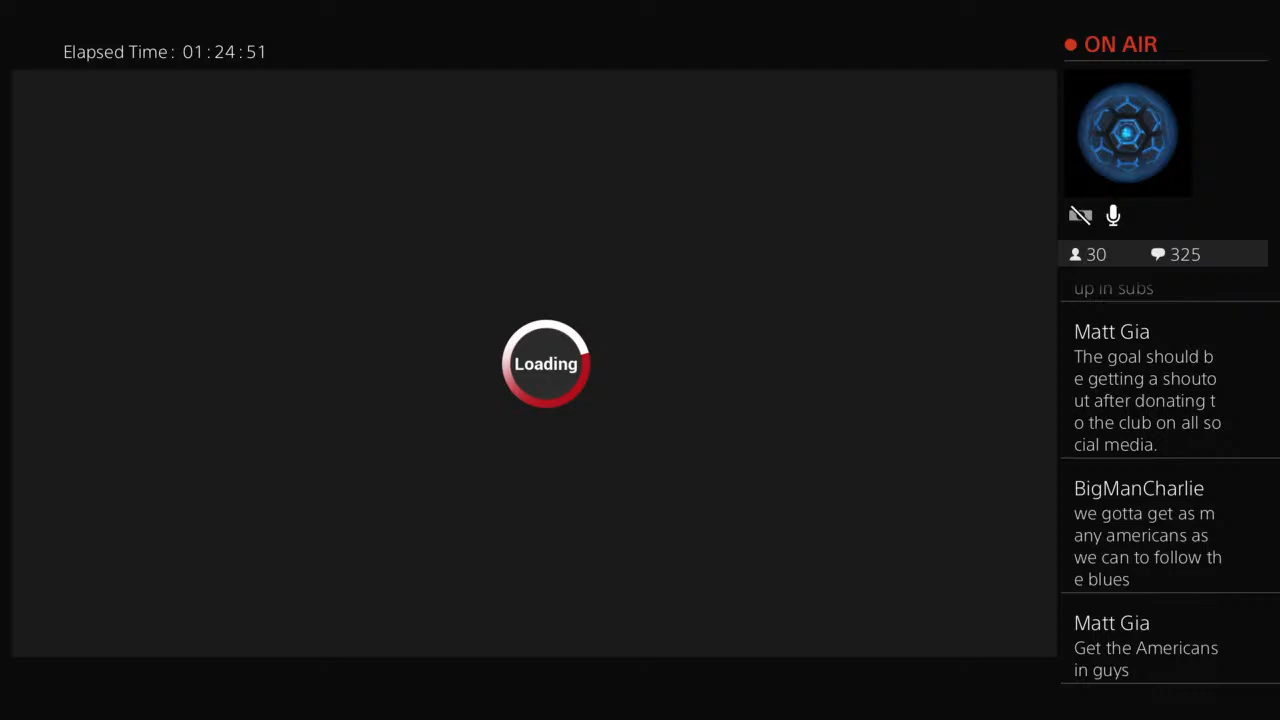 Elapsed Time: 01:24:51
ON AIR
30
325
up in subs
Matt Gia
The goal should b
e getting a shouto
ut after donating t
o the club on all so
cial media.
BigManCharlie
we gotta get as m
any americans as
we can to follow th
e blues
Matt Gia
Get the Americans
in guys
Loading